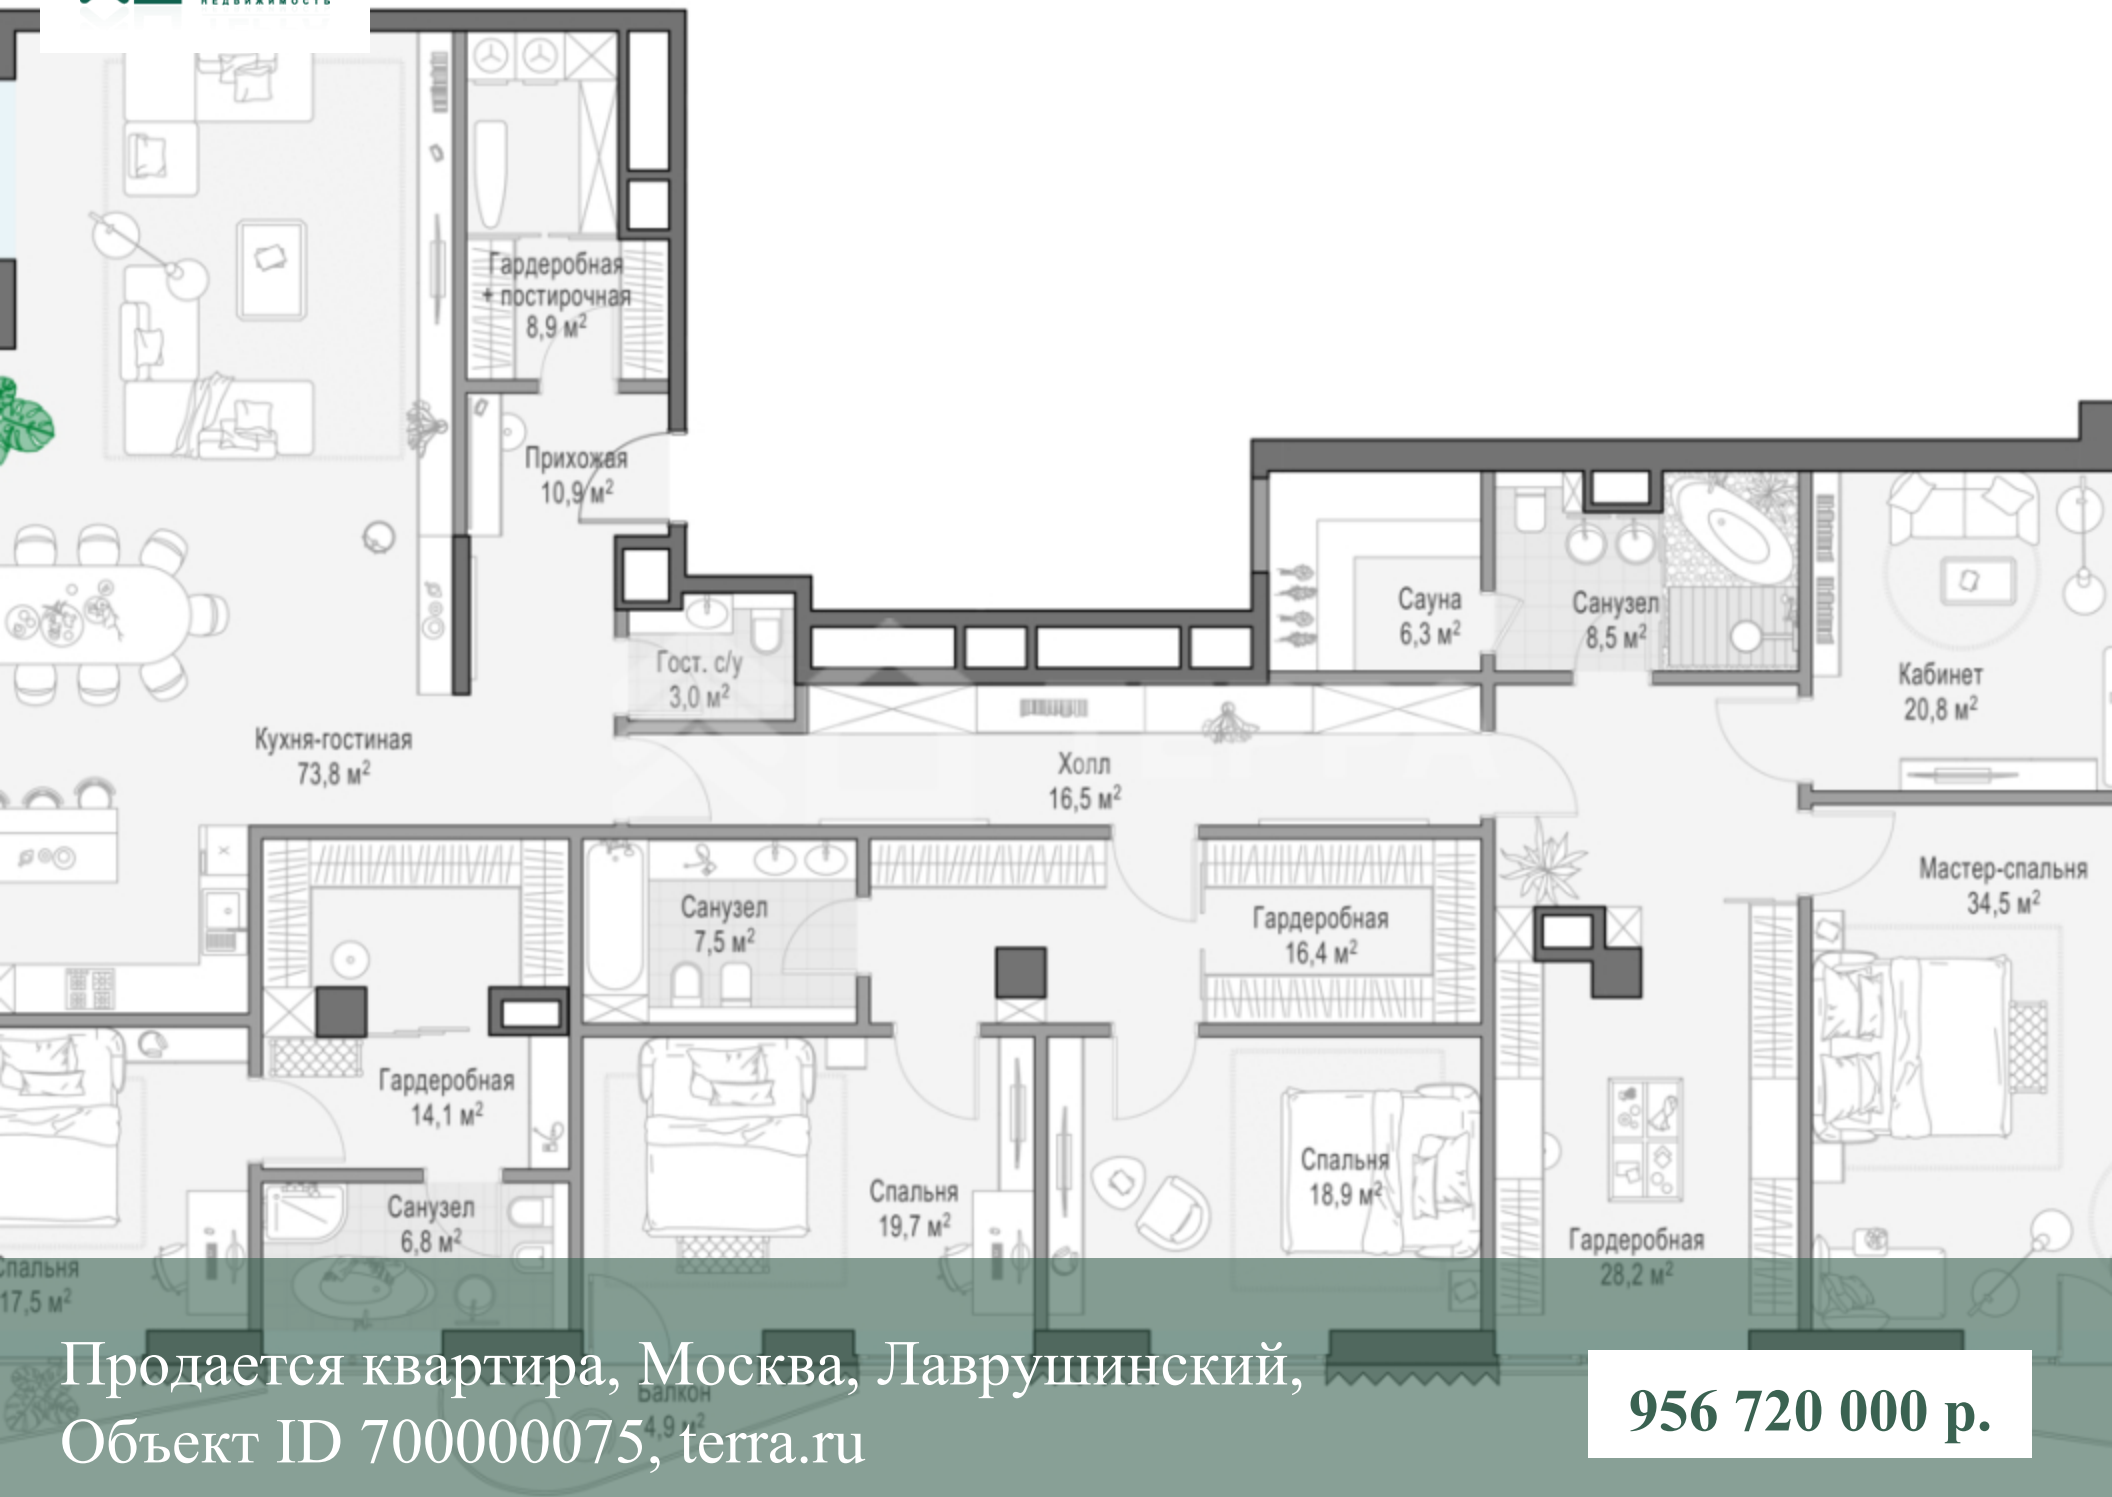 НЕДВИЖИМОСТЬ
Гардеробная
+ постирочная
8,9 м²
Прихожая
10,9 м²
Сауна
6,3 м²
Санузел
8,5 м²
Гост. с/у
3,0 м²
Кабинет
20,8 м²
Кухня-гостиная
73,8 м²
Холл
16,5 м²
Мастер-спальня
34,5 м²
Санузел
7,5 м²
Гардеробная
16,4 м²
Гардеробная
14,1 м²
Спальня
18,9 м²
Спальня
19,7 м²
Санузел
6,8 м²
Гардеробная
28,2 м²
Спальня
17,5 м²
Балкон
4,9 м²
Продается квартира, Москва, Лаврушинский,
Объект ID 700000075, terra.ru
956 720 000 р.